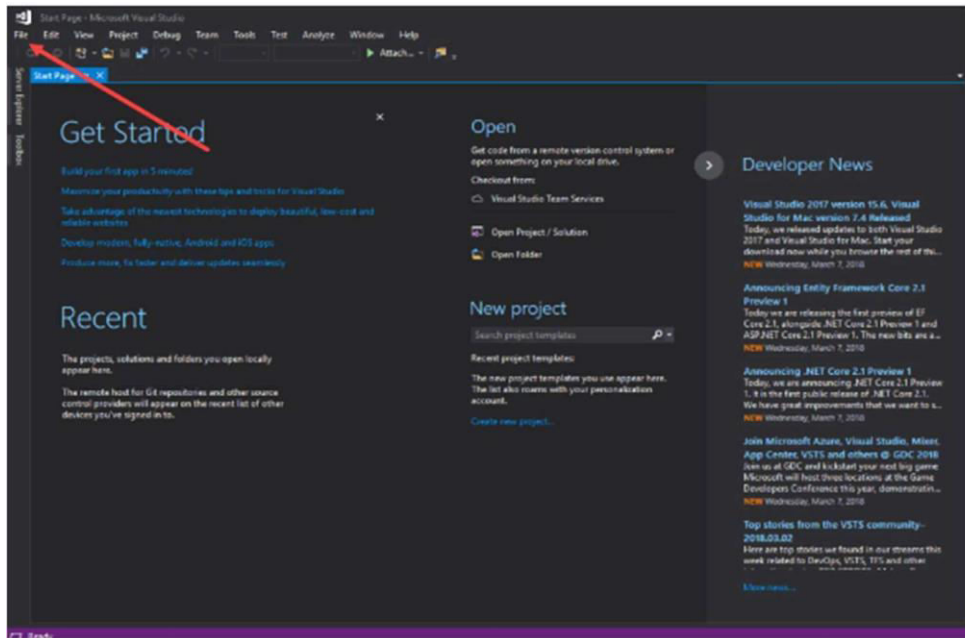 Start Page - Microsoft Visual Studio
File Edit View Project Debug Team Tools Test Analyze Window Help
Attach...
Start Page
Server Explorer
Toolbox
Get Started
Build your first app in 5 minutes!
Maximize your productivity with these tips and tricks for Visual Studio
Take advantage of the newest technologies to deploy beautiful, low-cost and
reliable websites
Develop modern, fully-native, Android and iOS apps
Produce more, fix faster and deliver updates seamlessly
Recent
The projects, solutions and folders you open locally
appear here.
The remote host for Git repositories and other source
control providers will appear on the recent list of other
devices you've signed in to.
Open
Get code from a remote version control system or
open something on your local drive.
Checkout from:
Visual Studio Team Services
Open Project / Solution
Open Folder
New project
Search project templates
Recent project templates:
The new project templates you use appear here.
The list also roams with your personalization
account.
Create new project...
Developer News
Visual Studio 2017 version 15.6, Visual
Studio for Mac version 7.4 Released
Today, we released updates to both Visual Studio
2017 and Visual Studio for Mac. Start your
download now while you browse the rest of thi...
NEW Wednesday, March 7, 2018
Announcing Entity Framework Core 2.1
Preview 1
Today we are releasing the first preview of EF
Core 2.1, alongside .NET Core 2.1 Preview 1 and
ASP.NET Core 2.1 Preview 1. The new bits are a...
NEW Wednesday, March 7, 2018
Announcing .NET Core 2.1 Preview 1
Today, we are announcing .NET Core 2.1 Preview
1. It is the first public release of .NET Core 2.1.
We have great improvements that we want to s...
NEW Wednesday, March 7, 2018
Join Microsoft Azure, Visual Studio, Mixer,
App Center, VSTS and others @ GDC 2018
Join us at GDC and kickstart your next big game
Microsoft will host three locations at the Game
Developers Conference this year, demonstratin...
NEW Wednesday, March 7, 2018
Top stories from the VSTS community–
2018.03.02
Here are top stories we found in our streams this
week related to DevOps, VSTS, TFS and other
More news...
Ready